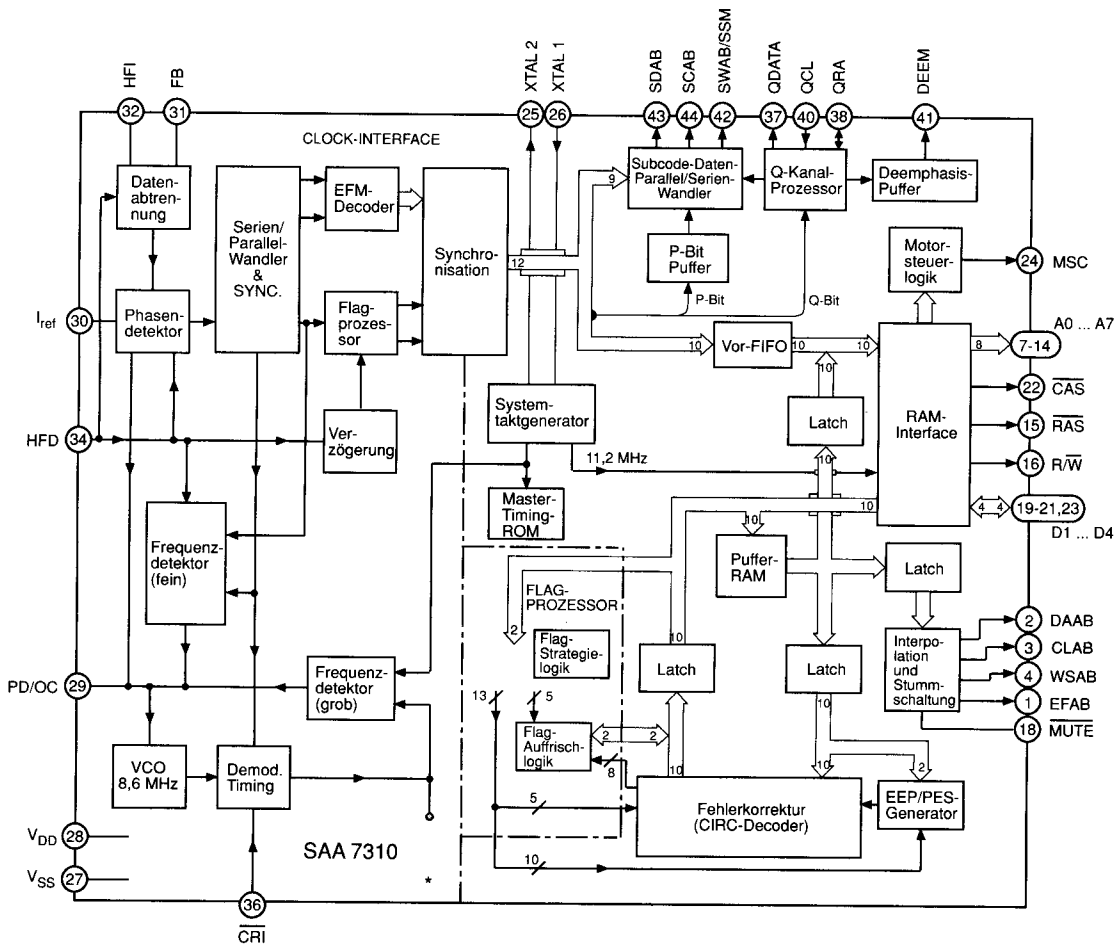 HFI
FB
XTAL 2
XTAL 1
SDAB
SCAB
SWAB/SSM
QDATA
QCL
QRA
DEEM
32
31
25
26
43
44
42
37
40
38
41
CLOCK-INTERFACE
Daten-
abtrennung
Serien/
Parallel-
Wandler
&
SYNC.
EFM-
Decoder
Synchro-
nisation
12
9
Subcode-Daten-
Parallel/Serien-
Wandler
Q-Kanal-
Prozessor
Deemphasis-
Puffer
P-Bit
Puffer
P-Bit
Q-Bit
Motor-
steuer-
logik
24
MSC
Iref
30
Phasen-
detektor
Flag-
prozes-
sor
10
Vor-FIFO
10
10
RAM-
Interface
8
A0 ... A7
7-14
22
CAS
15
RAS
16
R/W
4
4
19-21,23
D1 ... D4
HFD
34
Ver-
zögerung
System-
taktgenerator
11,2 MHz
Latch
10
10
10
Master-
Timing-
ROM
10
10
Puffer-
RAM
Latch
Frequenz-
detektor
(fein)
FLAG-
PROZESSOR
2
Flag-
Strategie-
logik
10
Latch
Latch
Interpo-
lation
und
Stumm-
schaltung
2
DAAB
3
CLAB
4
WSAB
1
EFAB
18
MUTE
PD/OC
29
Frequenz-
detektor
(grob)
13
5
Flag-
Auffrisch-
logik
2
2
8
10
10
10
2
VCO
8,6 MHz
Demod.
Timing
5
Fehlerkorrektur
(CIRC-Decoder)
EEP/PES-
Generator
10
VDD
28
VSS
27
SAA 7310
*
36
CRI